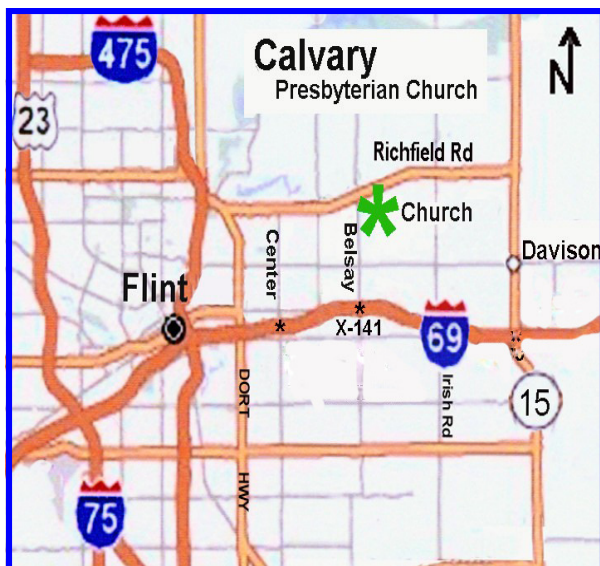 475
Calvary
Presbyterian Church
N
23
Richfield Rd
Church
Center
Belsay
Davison
Flint
X-141
69
DORT
HWY
Irish Rd
15
75